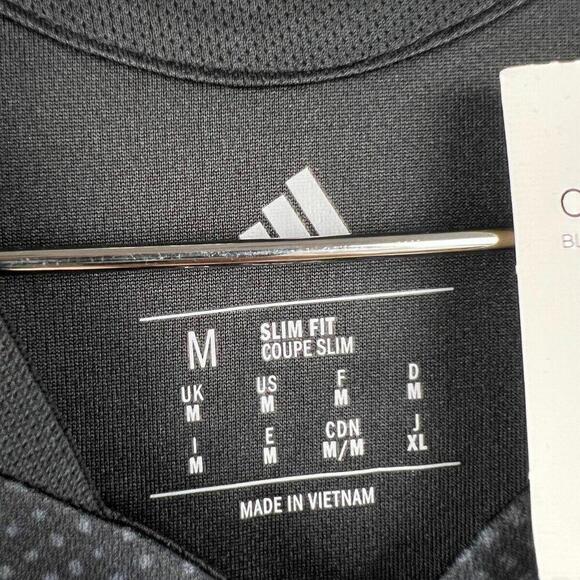 M SLIM FIT
COUPE SLIM
UK US F D
M M M M
I E CDN J
M M M/M XL
MADE IN VIETNAM